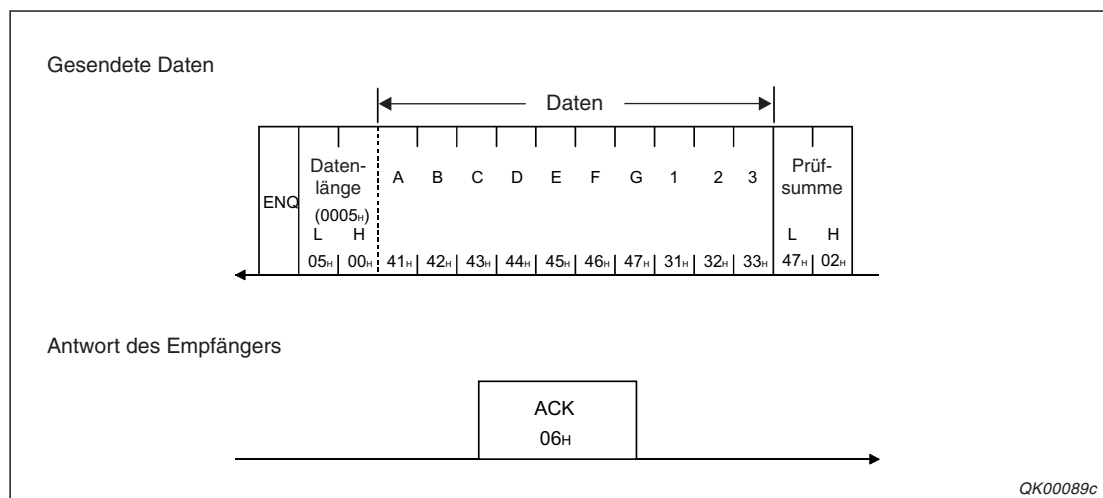 Gesendete Daten
Daten
ENQ
Daten-
länge
(0005H)
L H
05H 00H
A B C D E F G 1 2 3
41H 42H 43H 44H 45H 46H 47H 31H 32H 33H
Prüf-
summe
L H
47H 02H
Antwort des Empfängers
ACK
06H
QK00089c